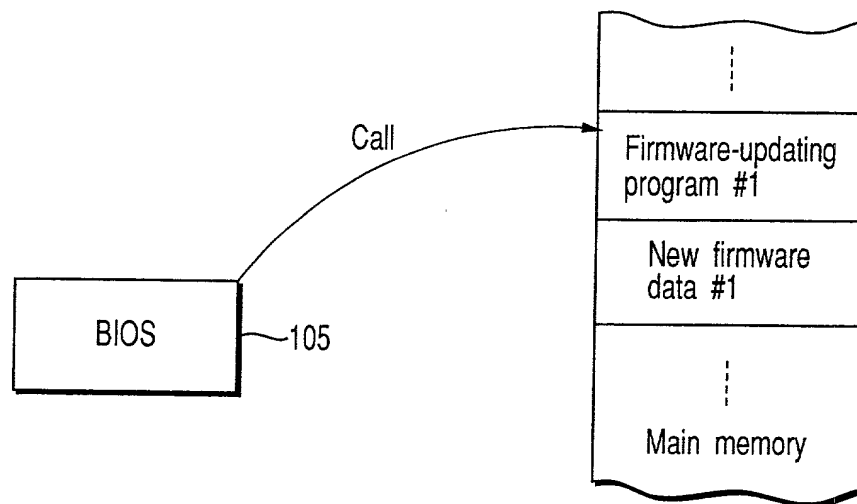 Call
Firmware-updating
program #1
New firmware
data #1
BIOS
105
Main memory